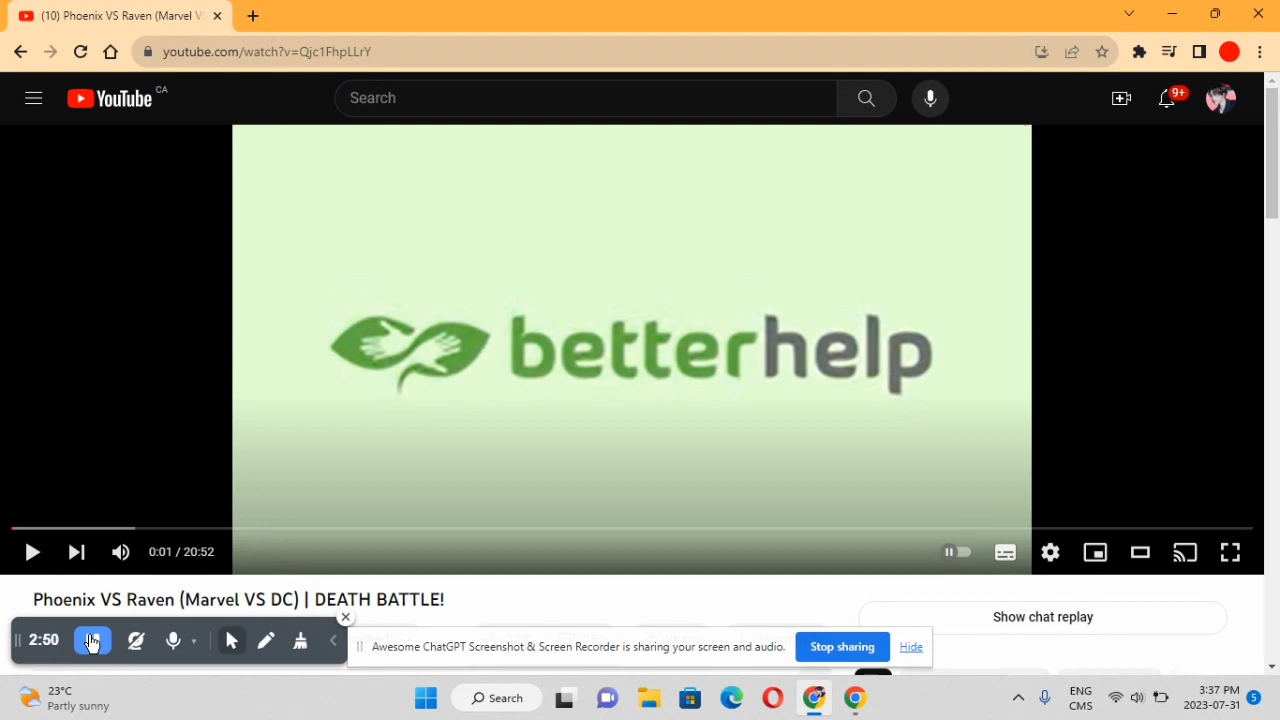 (10) Phoenix VS Raven (Marvel V
youtube.com/watch?v=Qjc1FhpLLrY
YouTube CA
Search
9+
betterhelp
0:01 / 20:52
Phoenix VS Raven (Marvel VS DC) | DEATH BATTLE!
Show chat replay
2:50
Awesome ChatGPT Screenshot & Screen Recorder is sharing your screen and audio.
Stop sharing
Hide
23°C
Partly sunny
Search
ENG
CMS
3:37 PM
2023-07-31
5